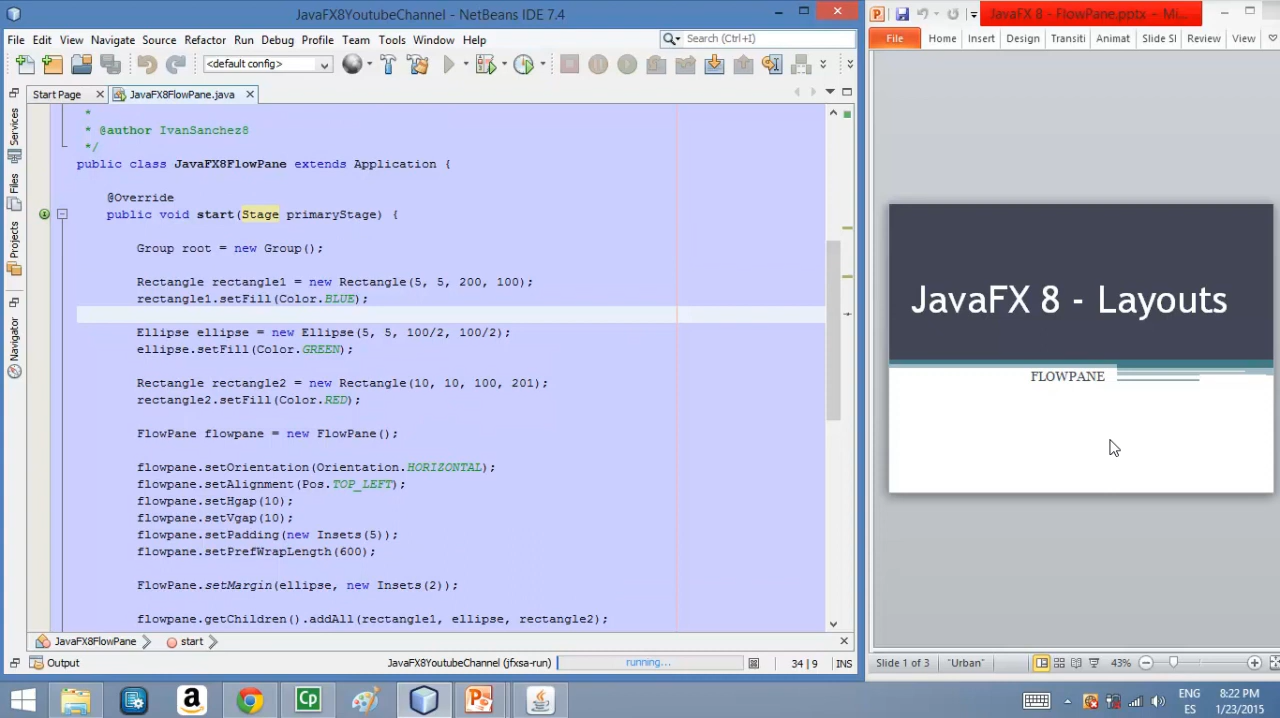 JavaFX8YoutubeChannel - NetBeans IDE 7.4
File Edit View Navigate Source Refactor Run Debug Profile Team Tools Window Help
Search (Ctrl+I)
<default config>
Start Page
JavaFX8FlowPane.java
Services
Files
Projects
Navigator
*
* @author IvanSanchez8
*/
public class JavaFX8FlowPane extends Application {
@Override
public void start(Stage primaryStage) {
Group root = new Group();
Rectangle rectangle1 = new Rectangle(5, 5, 200, 100);
rectangle1.setFill(Color.BLUE);
Ellipse ellipse = new Ellipse(5, 5, 100/2, 100/2);
ellipse.setFill(Color.GREEN);
Rectangle rectangle2 = new Rectangle(10, 10, 100, 201);
rectangle2.setFill(Color.RED);
FlowPane flowpane = new FlowPane();
flowpane.setOrientation(Orientation.HORIZONTAL);
flowpane.setAlignment(Pos.TOP_LEFT);
flowpane.setHgap(10);
flowpane.setVgap(10);
flowpane.setPadding(new Insets(5));
flowpane.setPrefWrapLength(600);
FlowPane.setMargin(ellipse, new Insets(2));
flowpane.getChildren().addAll(rectangle1, ellipse, rectangle2);
JavaFX8FlowPane
start
Output
JavaFX8YoutubeChannel (jfxsa-run)
running...
34 | 9 INS
JavaFX 8 - FlowPane.pptx - Mi...
File Home Insert Design Transiti Animat Slide Sl Review View
JavaFX 8 - Layouts
FLOWPANE
Slide 1 of 3 "Urban" 43%
ENG
ES
8:22 PM
1/23/2015